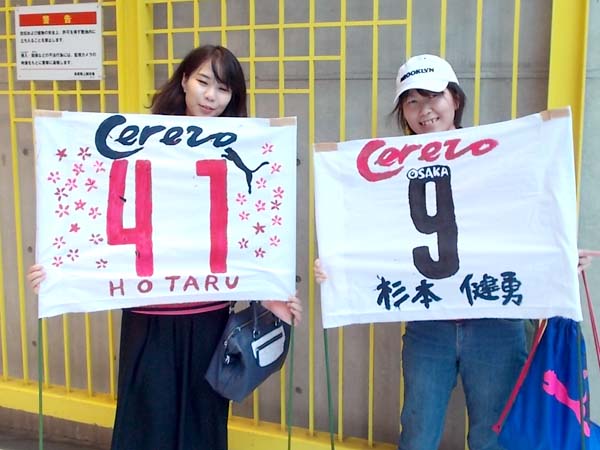 警告
BROOKLYN
Cerezo
41
HOTARU
Cerezo
OSAKA
9
杉本 健勇